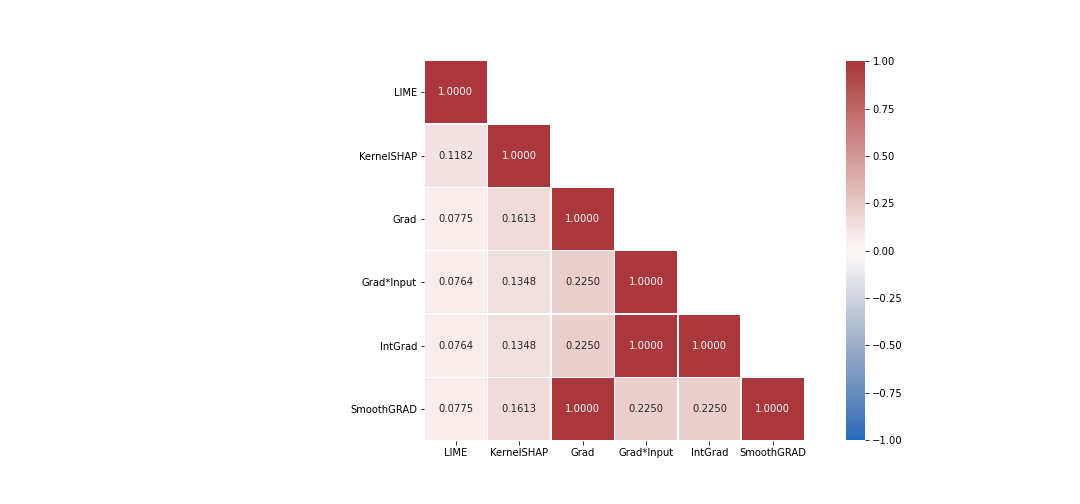 LIME 1.0000
KernelSHAP 0.1182 1.0000
Grad 0.0775 0.1613 1.0000
Grad*Input 0.0764 0.1348 0.2250 1.0000
IntGrad 0.0764 0.1348 0.2250 1.0000 1.0000
SmoothGRAD 0.0775 0.1613 1.0000 0.2250 0.2250 1.0000
LIME KernelSHAP Grad Grad*Input IntGrad SmoothGRAD
1.00
0.75
0.50
0.25
0.00
−0.25
−0.50
−0.75
−1.00